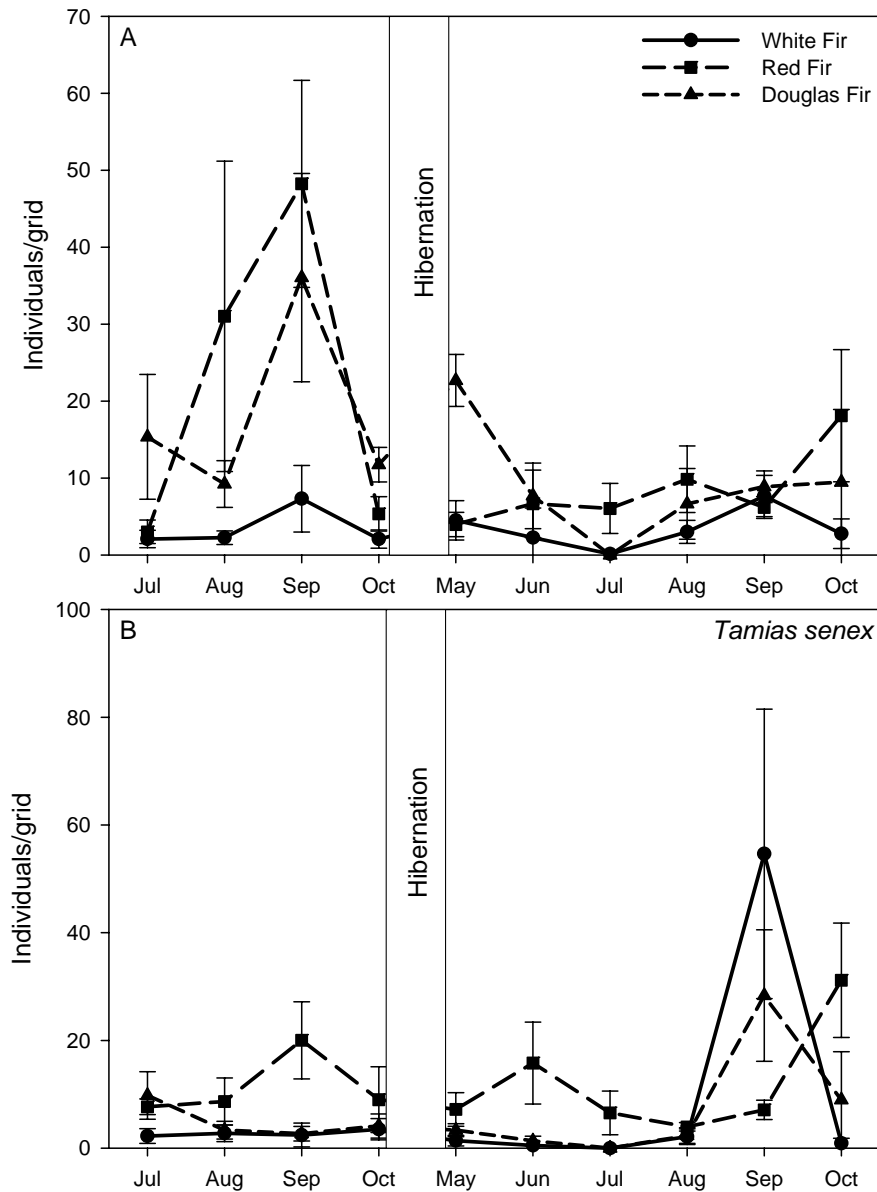 A
70
60
50
40
30
20
10
0
Individuals/grid
Hibernation
White Fir
Red Fir
Douglas Fir
Jul Aug Sep Oct May Jun Jul Aug Sep Oct
B
Tamias senex
100
80
60
40
20
0
Individuals/grid
Hibernation
Jul Aug Sep Oct May Jun Jul Aug Sep Oct